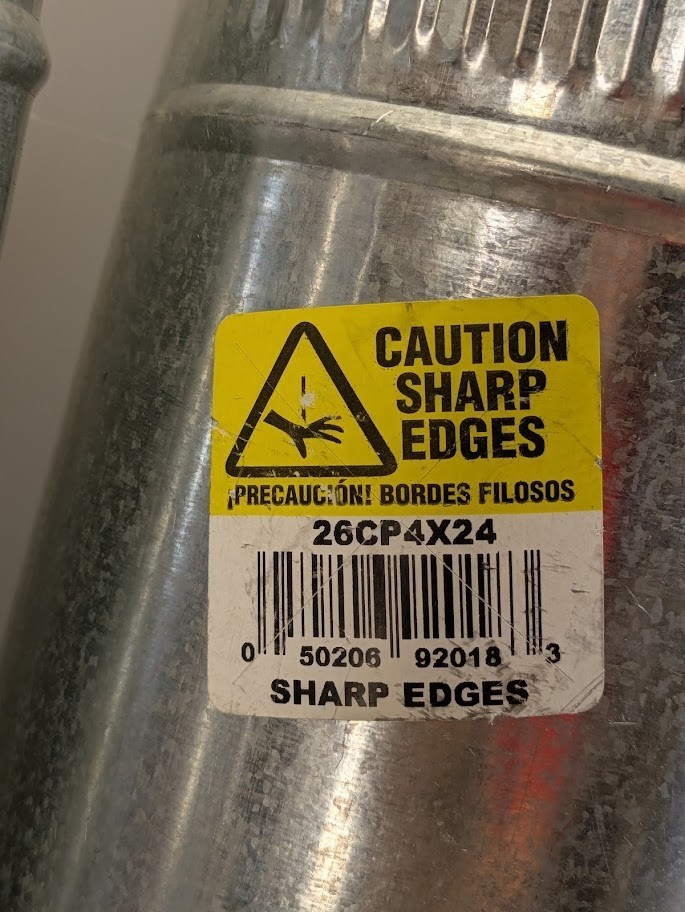 CAUTION
SHARP
EDGES
¡PRECAUCIÓN! BORDES FILOSOS
26CP4X24
0 50206 92018 3
SHARP EDGES